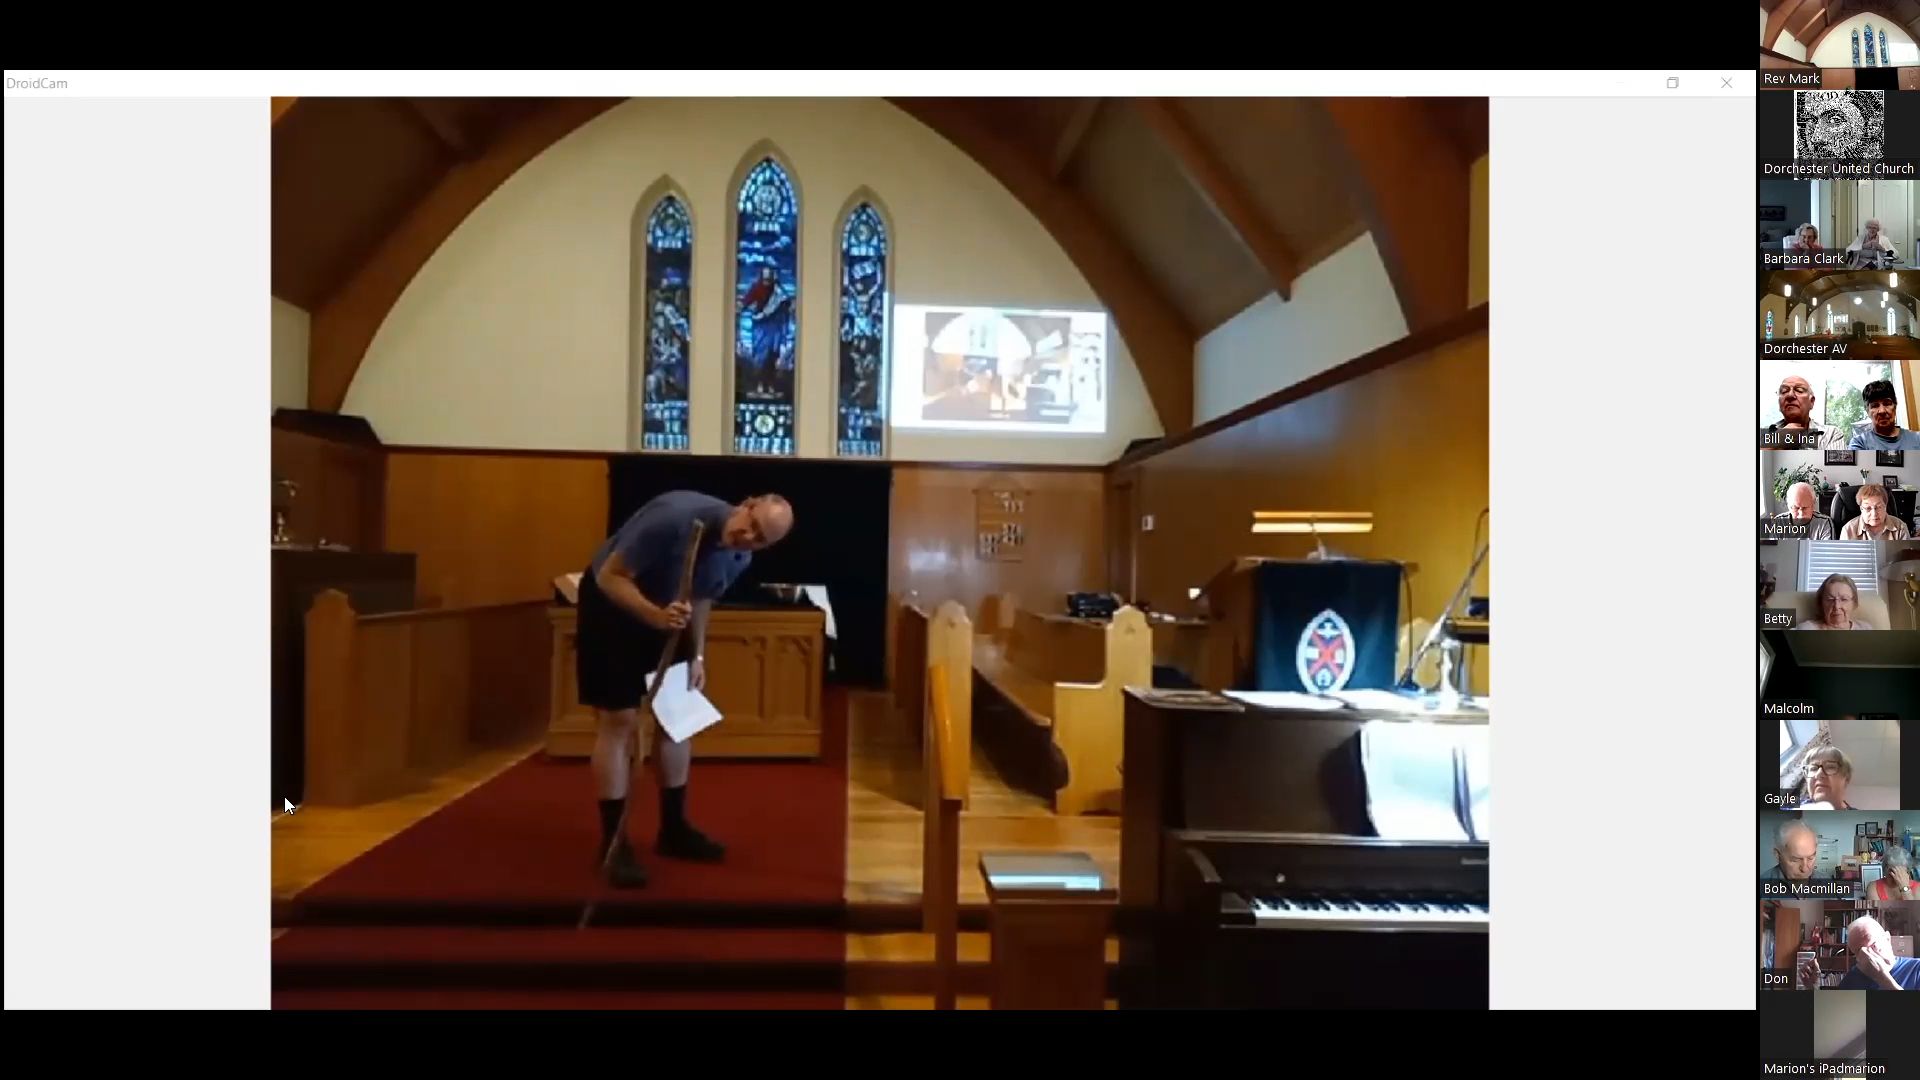 DroidCam
Rev Mark
Dorchester United Church
Barbara Clark
Dorchester AV
Bill & Ina
Marion
Betty
Malcolm
Gayle
Bob Macmillan
Don
Marion's iPadmarion